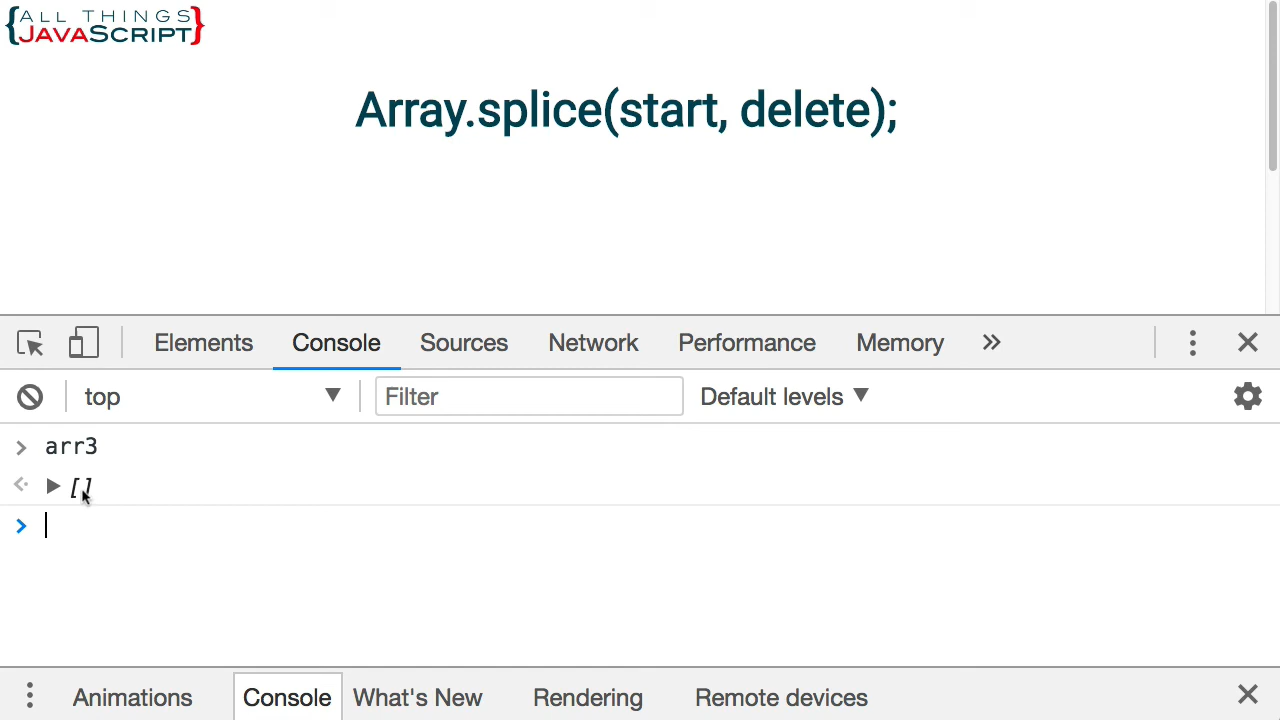 {ALL THINGS
JAVASCRIPT}
Array.splice(start, delete);
Elements Console Sources Network Performance Memory »
top ▼ Filter Default levels ▼
> arr3
<· ▶ []
>
Animations Console What's New Rendering Remote devices